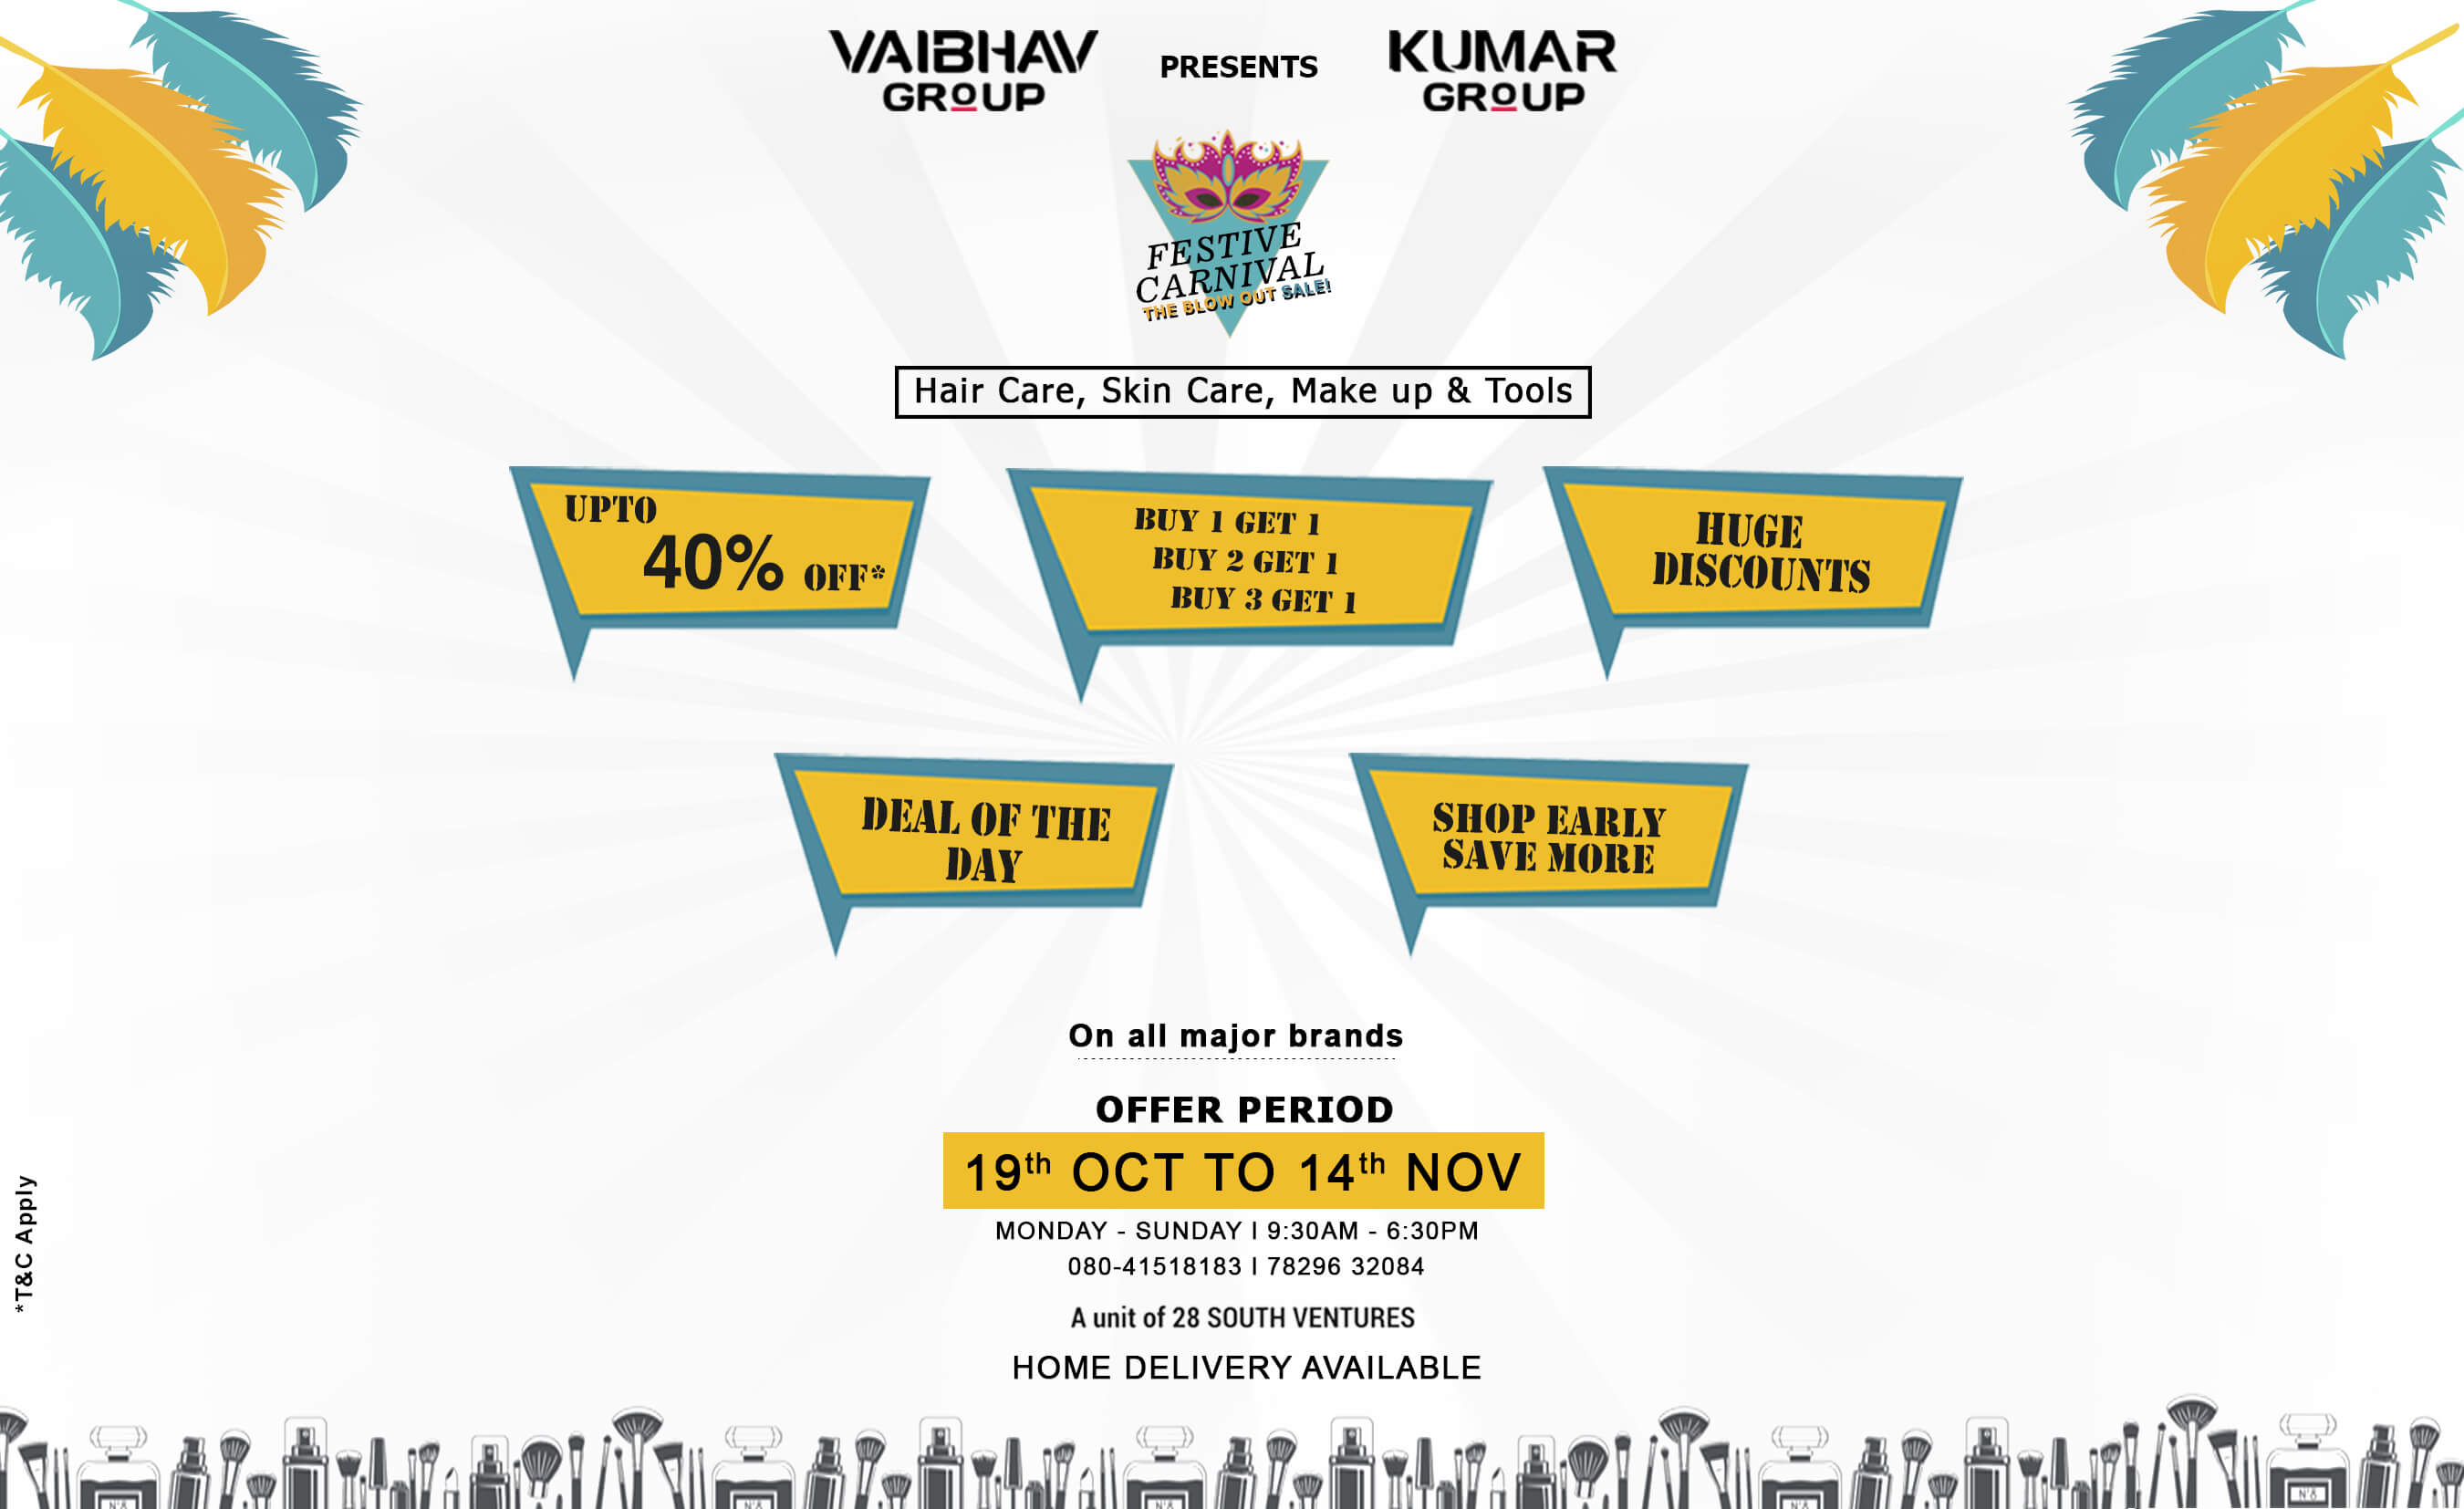 VAIBHAV
GROUP
PRESENTS
KUMAR
GROUP
FESTIVE
CARNIVAL
THE BLOW OUT SALE!
Hair Care, Skin Care, Make up & Tools
UPTO
40% OFF*
BUY 1 GET 1
BUY 2 GET 1
BUY 3 GET 1
HUGE
DISCOUNTS
DEAL OF THE
DAY
SHOP EARLY
SAVE MORE
On all major brands
OFFER PERIOD
19th OCT TO 14th NOV
MONDAY - SUNDAY I 9:30AM - 6:30PM
080-41518183 I 78296 32084
A unit of 28 SOUTH VENTURES
HOME DELIVERY AVAILABLE
*T&C Apply